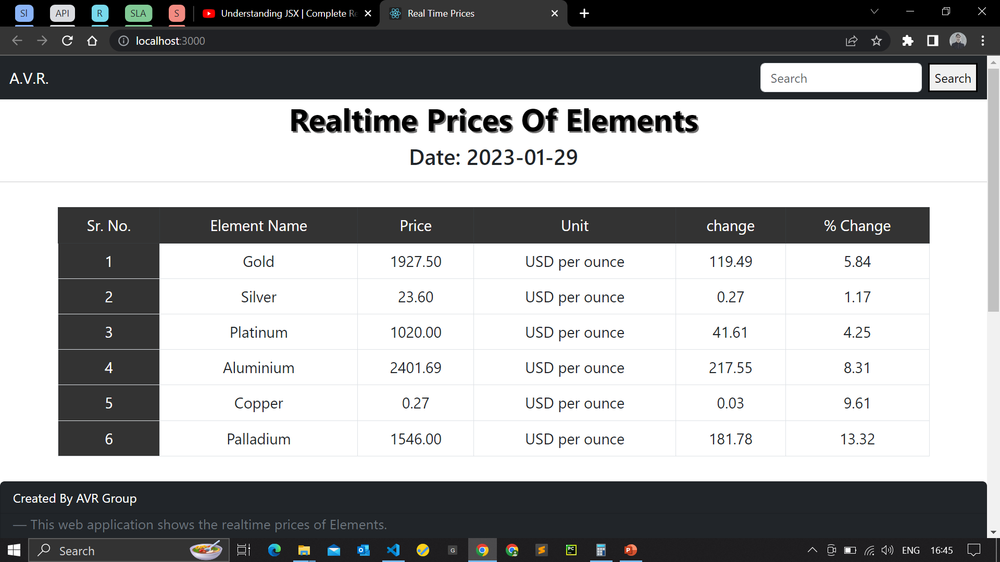 Sl API R SLA S Understanding JSX | Complete Re Real Time Prices
localhost:3000
A.V.R. Search Search
Realtime Prices Of Elements
Date: 2023-01-29
Sr. No. Element Name Price Unit change % Change
1 Gold 1927.50 USD per ounce 119.49 5.84
2 Silver 23.60 USD per ounce 0.27 1.17
3 Platinum 1020.00 USD per ounce 41.61 4.25
4 Aluminium 2401.69 USD per ounce 217.55 8.31
5 Copper 0.27 USD per ounce 0.03 9.61
6 Palladium 1546.00 USD per ounce 181.78 13.32
Created By AVR Group
— This web application shows the realtime prices of Elements.
Search G PC ENG 16:45